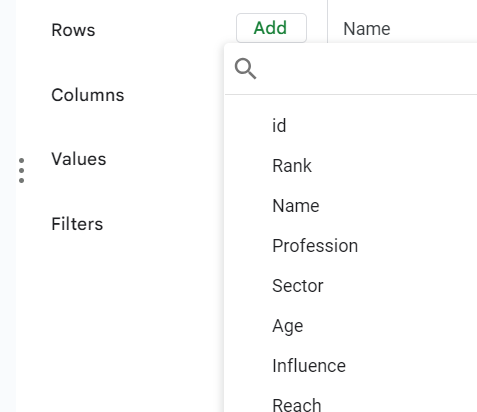 Rows
Add
Name
Columns
Values
Filters
id
Rank
Name
Profession
Sector
Age
Influence
Reach